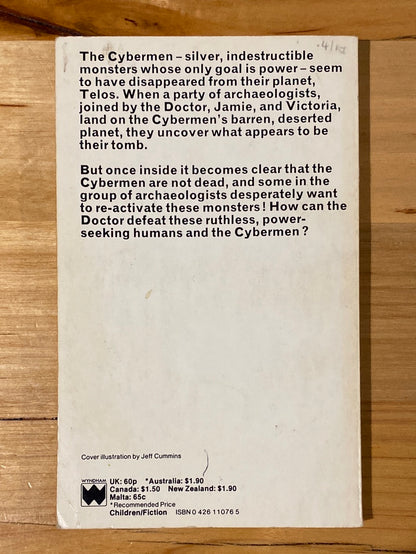 The Cybermen – silver, indestructible
monsters whose only goal is power – seem
to have disappeared from their planet,
Telos. When a party of archaeologists,
joined by the Doctor, Jamie, and Victoria,
land on the Cybermen's barren, deserted
planet, they uncover what appears to be
their tomb.
But once inside it becomes clear that the
Cybermen are not dead, and some in the
group of archaeologists desperately want
to re-activate these monsters! How can the
Doctor defeat these ruthless, power-
seeking humans and the Cybermen?
Cover illustration by Jeff Cummins
WYNDHAM
UK: 60p *Australia: $1.90
Canada: $1.50 New Zealand: $1.90
Malta: 65c
*Recommended Price
Children/Fiction ISBN 0 426 11076 5